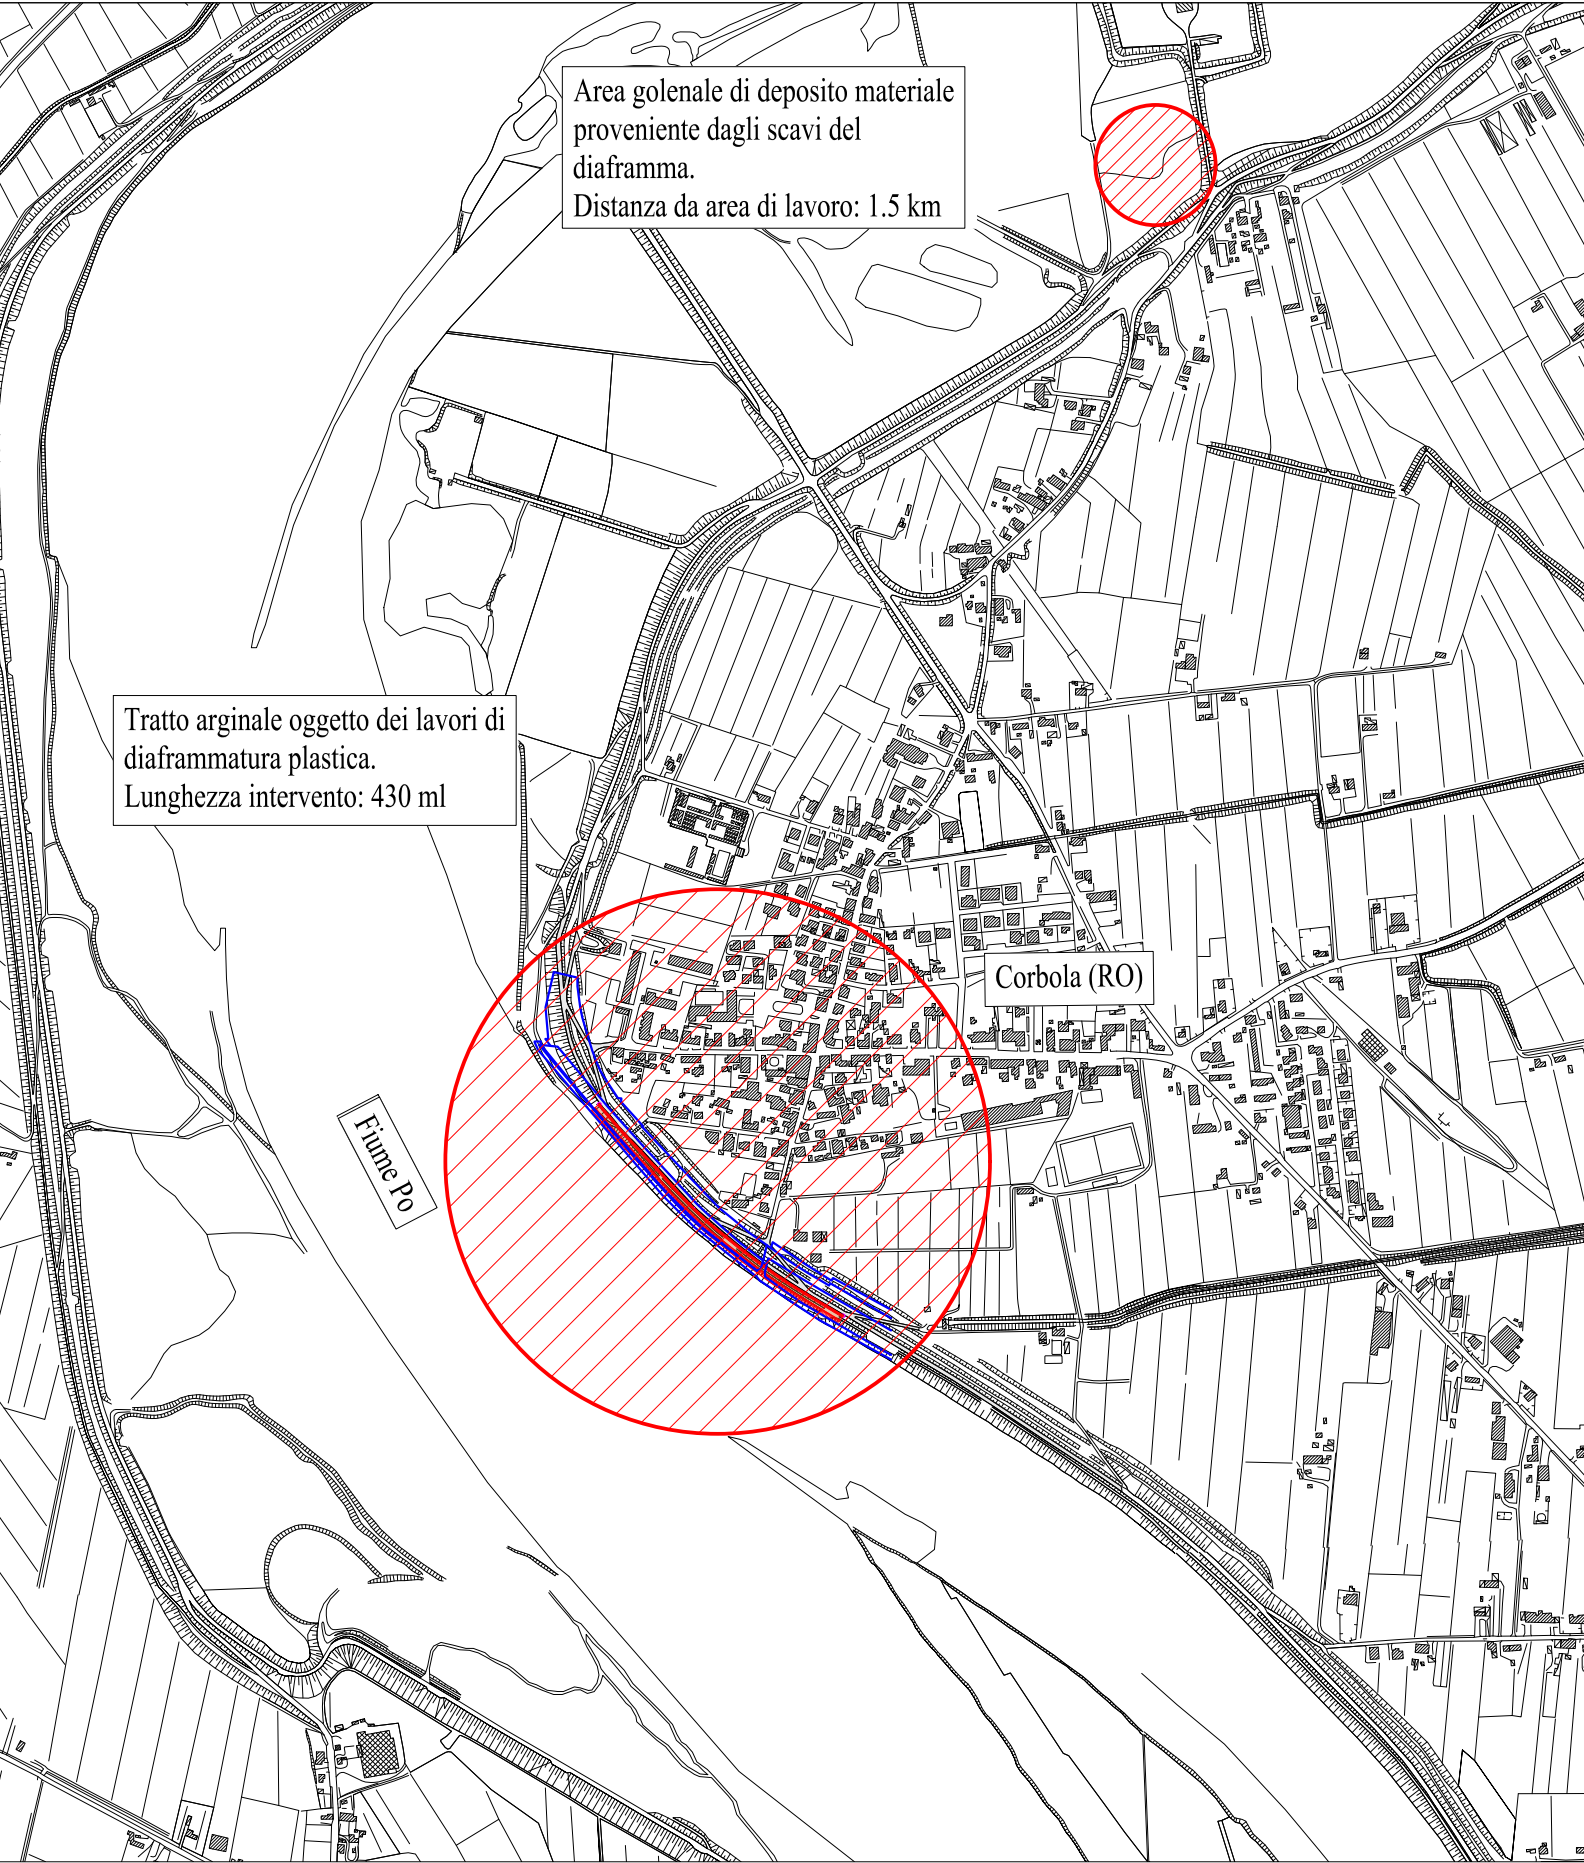 Area golenale di deposito materiale
proveniente dagli scavi del
diaframma.
Distanza da area di lavoro: 1.5 km
Tratto arginale oggetto dei lavori di
diaframmatura plastica.
Lunghezza intervento: 430 ml
Corbola (RO)
Fiume Po